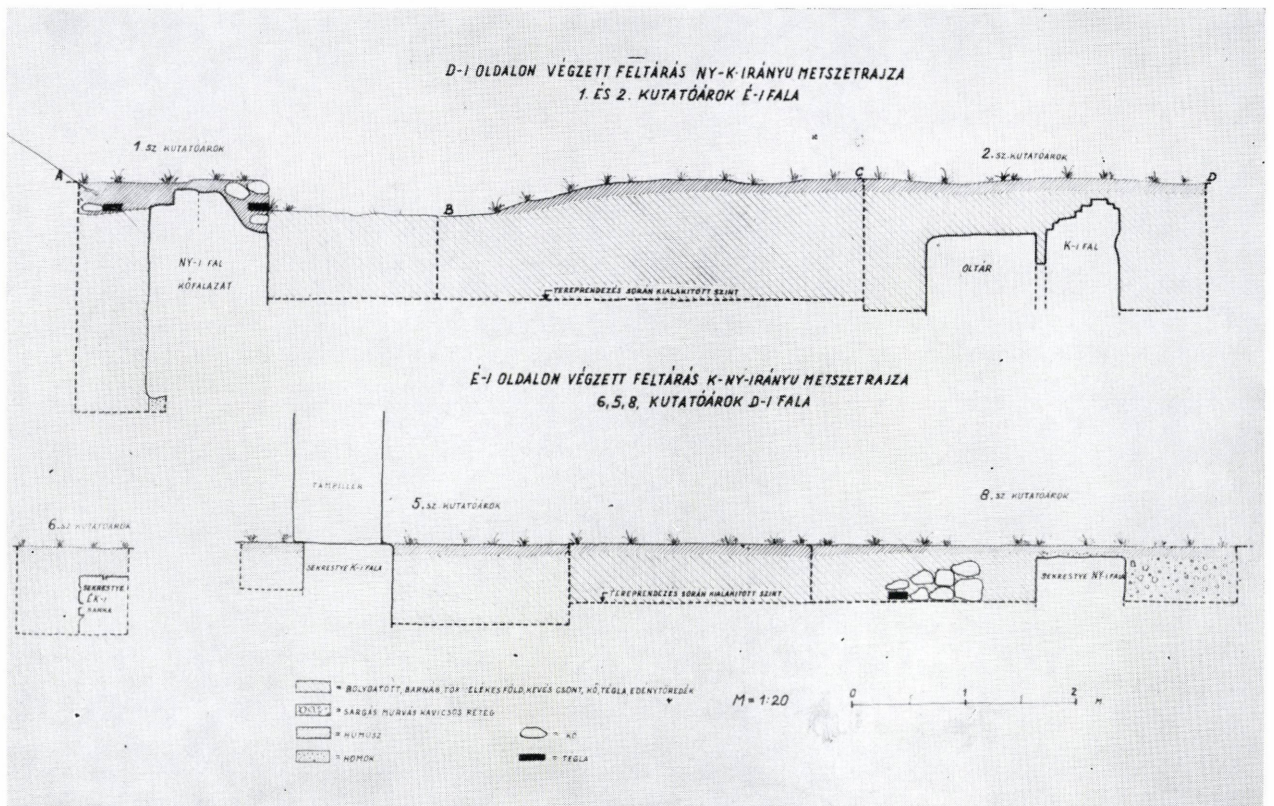 D-I OLDALON VÉGZETT FELTÁRÁS NY-K-IRÁNYU METSZETRAJZA
1. ÉS 2. KUTATÓÁROK É-I FALA
1 SZ KUTATÓÁROK
2. SZ. KUTATÓÁROK
A
B
C
D
NY-I FAL
KŐFALAZAT
OLTÁR
K-I FAL
TEREPRENDEZÉS SORÁN KIALAKITOTT SZINT
É-I OLDALON VÉGZETT FELTÁRÁS K-NY-IRÁNYU METSZETRAJZA
6,5,8, KUTATÓÁROK D-I FALA
TÁMPILLÉR
6. SZ KUTATÓÁROK
5. SZ KUTATÓÁROK
8. SZ KUTATÓÁROK
SEKRESTYE
ÉK-I
SARKA
SEKRESTYE K-I FALA
TEREPRENDEZÉS SORÁN KIALAKITOTT SZINT
SEKRESTYE NY-I FALA
= BOLYGATOTT, BARNÁS, FÖLD, KEVÉS CSONT, KŐ, TÉGLA EDÉNYTÖREDÉK
= SÁRGÁS MURVÁS KAVICSOS RÉTEG
= HUMUSZ
= HOMOK
= KŐ
= TÉGLA
M = 1:20
0 1 2 M